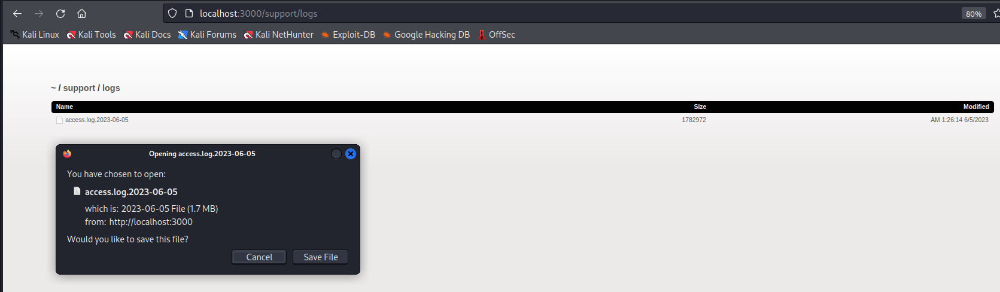 localhost:3000/support/logs 80%
Kali Linux Kali Tools Kali Docs Kali Forums Kali NetHunter Exploit-DB Google Hacking DB OffSec
~ / support / logs
Name Size Modified
access.log.2023-06-05 1782972 AM 1:26:14 6/5/2023
Opening access.log.2023-06-05
You have chosen to open:
access.log.2023-06-05
which is: 2023-06-05 File (1.7 MB)
from: http://localhost:3000
Would you like to save this file?
Cancel Save File